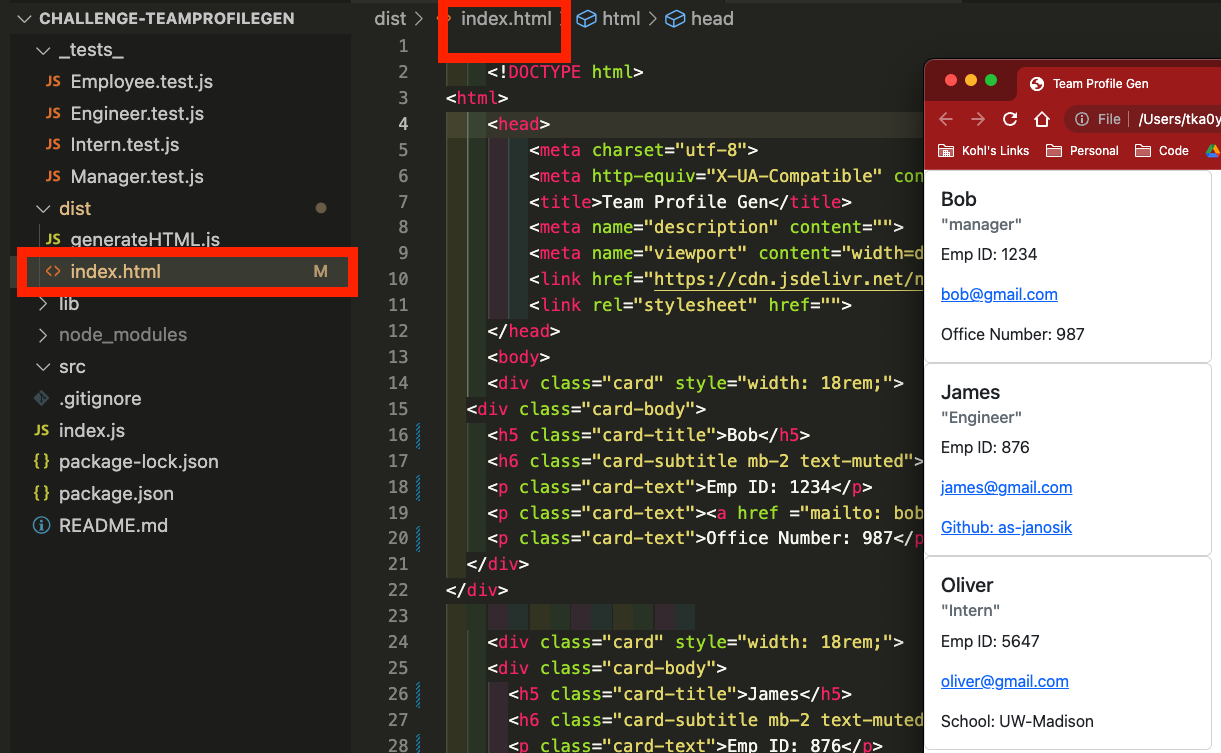 CHALLENGE-TEAMPROFILEGEN
_tests_
JS Employee.test.js
JS Engineer.test.js
JS Intern.test.js
JS Manager.test.js
dist
JS generateHTML.js
<> index.html M
lib
node_modules
src
.gitignore
JS index.js
{} package-lock.json
{} package.json
README.md
dist > index.html > html > head
1
2 <!DOCTYPE html>
3 <html>
4 <head>
5 <meta charset="utf-8">
6 <meta http-equiv="X-UA-Compatible" con
7 <title>Team Profile Gen</title>
8 <meta name="description" content="">
9 <meta name="viewport" content="width=d
10 <link href="https://cdn.jsdelivr.net/n
11 <link rel="stylesheet" href="">
12 </head>
13 <body>
14 <div class="card" style="width: 18rem;">
15 <div class="card-body">
16 <h5 class="card-title">Bob</h5>
17 <h6 class="card-subtitle mb-2 text-muted">
18 <p class="card-text">Emp ID: 1234</p>
19 <p class="card-text"><a href ="mailto: bob
20 <p class="card-text">Office Number: 987</p
21 </div>
22 </div>
23
24 <div class="card" style="width: 18rem;">
25 <div class="card-body">
26 <h5 class="card-title">James</h5>
27 <h6 class="card-subtitle mb-2 text-muted
28 <p class="card-text">Emp ID: 876</p>
Team Profile Gen
File /Users/tka0y
Kohl's Links Personal Code
Bob
"manager"
Emp ID: 1234
bob@gmail.com
Office Number: 987
James
"Engineer"
Emp ID: 876
james@gmail.com
Github: as-janosik
Oliver
"Intern"
Emp ID: 5647
oliver@gmail.com
School: UW-Madison